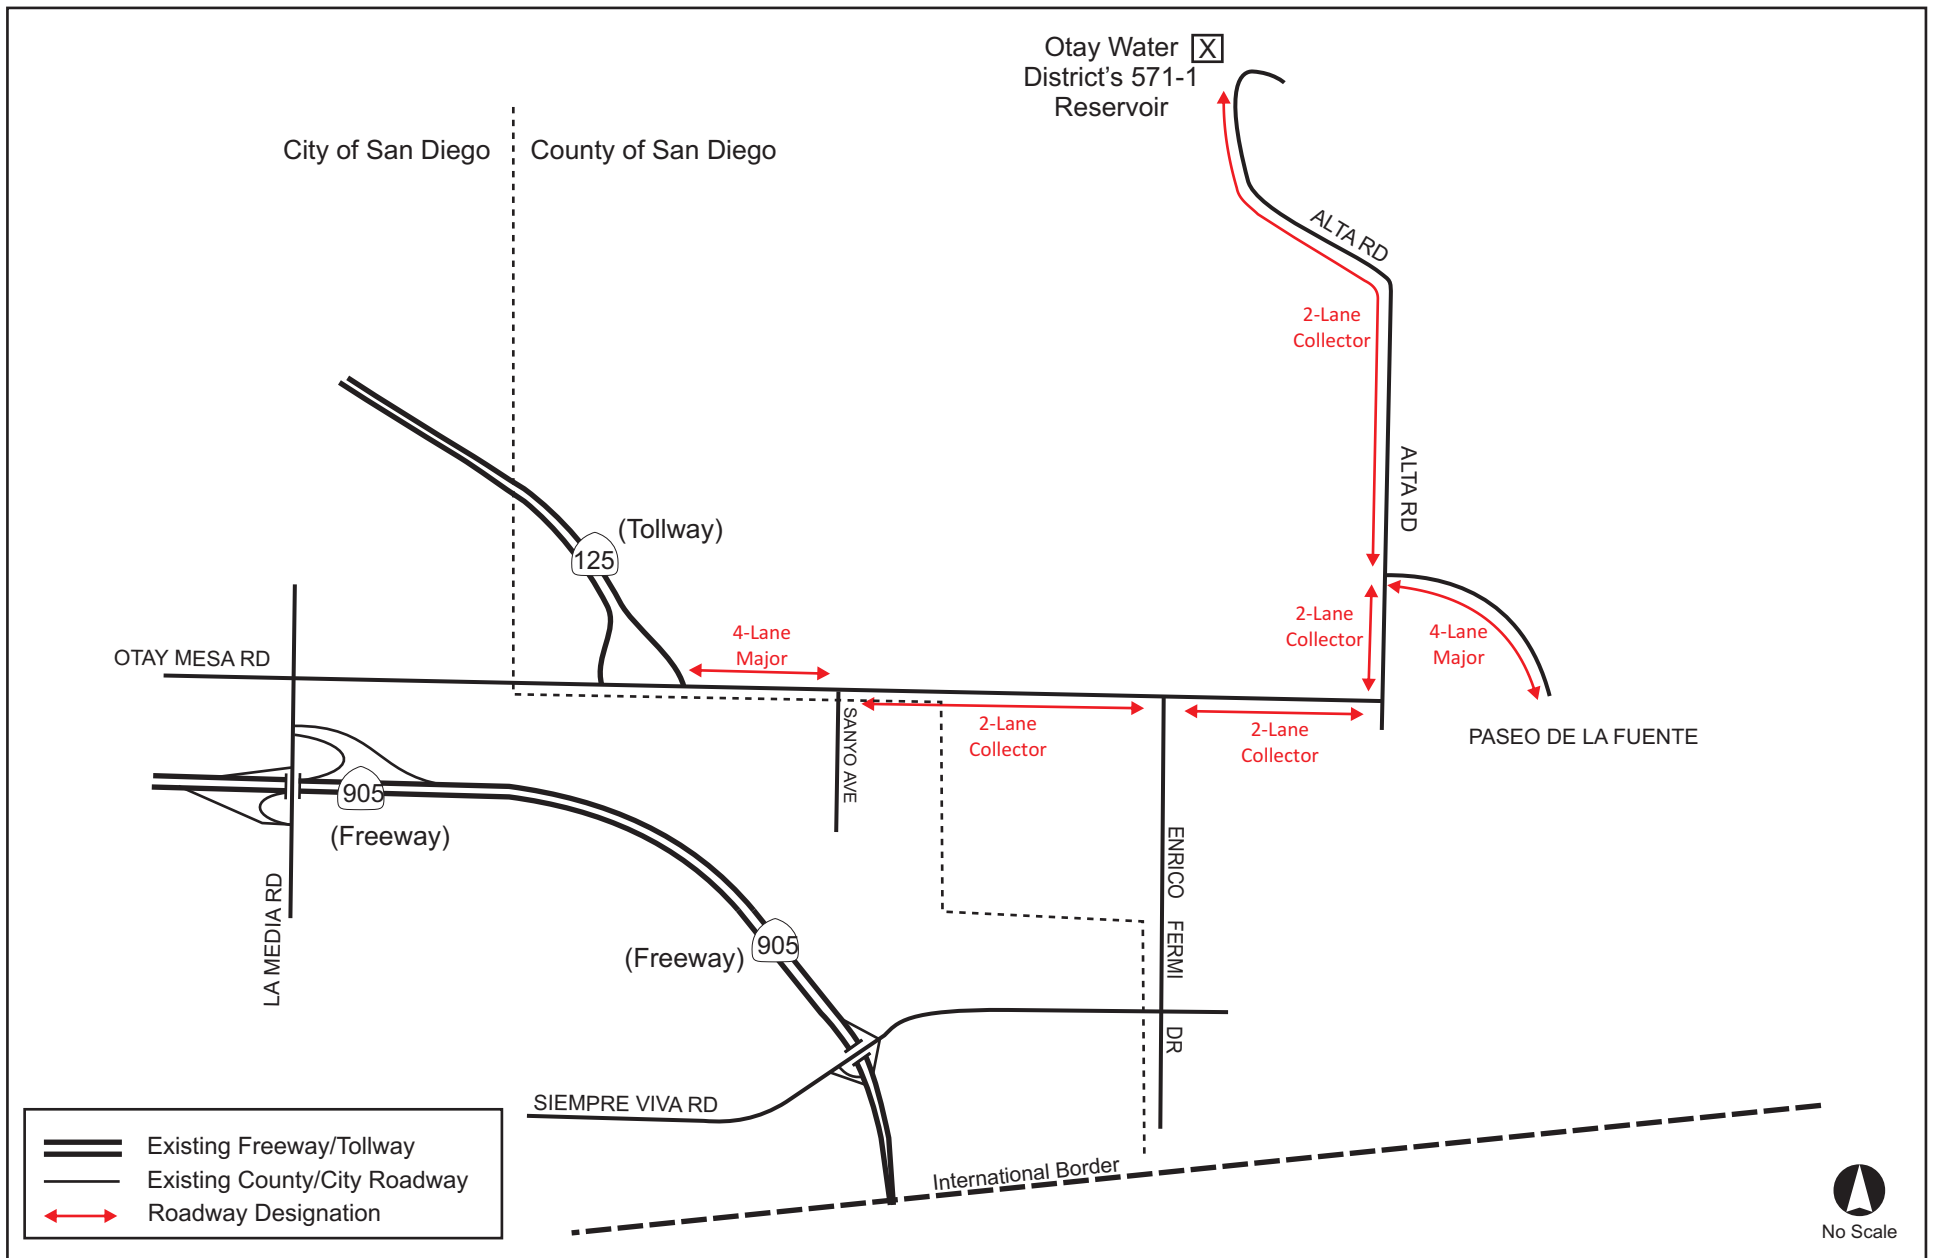 Otay Water X
District's 571-1
Reservoir
City of San Diego
County of San Diego
ALTA RD
2-Lane
Collector
ALTA RD
(Tollway)
125
2-Lane
Collector
4-Lane
Major
4-Lane
Major
OTAY MESA RD
SANYO AVE
2-Lane
Collector
2-Lane
Collector
PASEO DE LA FUENTE
905
(Freeway)
ENRICO FERMI DR
LA MEDIA RD
905
(Freeway)
SIEMPRE VIVA RD
International Border
Existing Freeway/Tollway
Existing County/City Roadway
Roadway Designation
No Scale